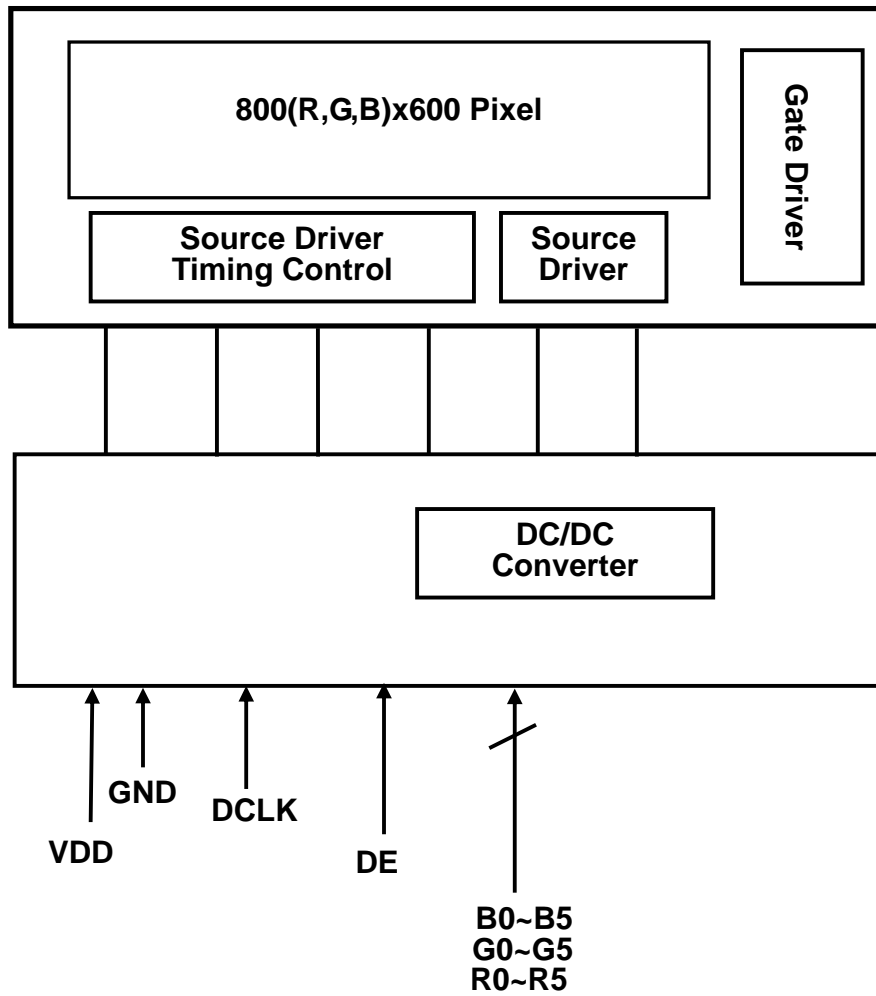 800(R,G,B)x600 Pixel
Gate Driver
Source Driver
Timing Control
Source
Driver
DC/DC
Converter
GND
DCLK
VDD
DE
B0~B5
G0~G5
R0~R5